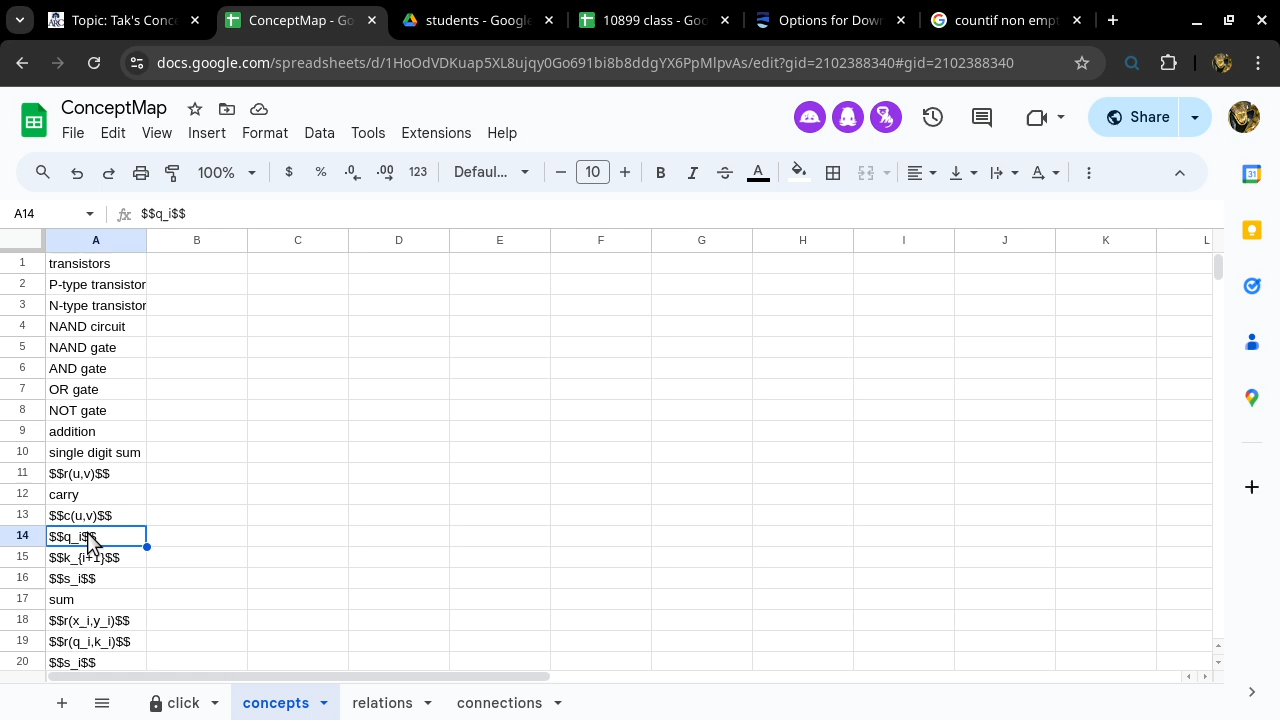 Topic: Tak's Conce
ConceptMap - Go
students - Google
10899 class - Goo
Options for Dow
countif non empt
docs.google.com/spreadsheets/d/1HoOdVDKuap5XL8ujqy0Go691bi8b8ddgYX6PpMlpvAs/edit?gid=2102388340#gid=2102388340
ConceptMap
File Edit View Insert Format Data Tools Extensions Help
Share
100% $ % .0 .00 123 Defaul... 10 B I S A
A14 fx $$q_i$$
A B C D E F G H I J K L
1 transistors
2 P-type transistor
3 N-type transistor
4 NAND circuit
5 NAND gate
6 AND gate
7 OR gate
8 NOT gate
9 addition
10 single digit sum
11 $$r(u,v)$$
12 carry
13 $$c(u,v)$$
14 $$q_i$$
15 $$k_{i+1}$$
16 $$s_i$$
17 sum
18 $$r(x_i,y_i)$$
19 $$r(q_i,k_i)$$
20 $$s_i$$
click concepts relations connections
31